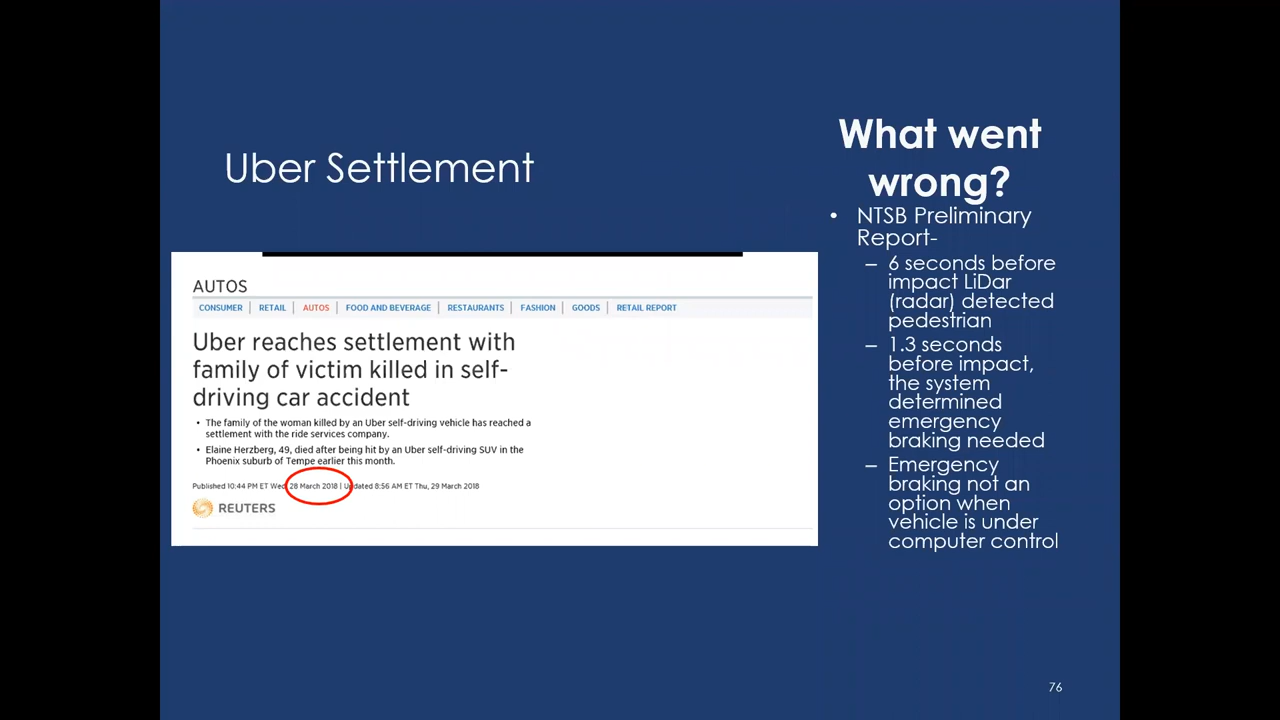 Uber Settlement
AUTOS
CONSUMER | RETAIL | AUTOS | FOOD AND BEVERAGE | RESTAURANTS | FASHION | GOODS | RETAIL REPORT
Uber reaches settlement with
family of victim killed in self-
driving car accident
• The family of the woman killed by an Uber self-driving vehicle has reached a
settlement with the ride services company.
• Elaine Herzberg, 49, died after being hit by an Uber self-driving SUV in the
Phoenix suburb of Tempe earlier this month.
Published 10:44 PM ET Wed, 28 March 2018 | Updated 8:56 AM ET Thu, 29 March 2018
REUTERS
What went
wrong?
• NTSB Preliminary
Report-
– 6 seconds before
impact LiDar
(radar) detected
pedestrian
– 1.3 seconds
before impact,
the system
determined
emergency
braking needed
– Emergency
braking not an
option when
vehicle is under
computer control
76